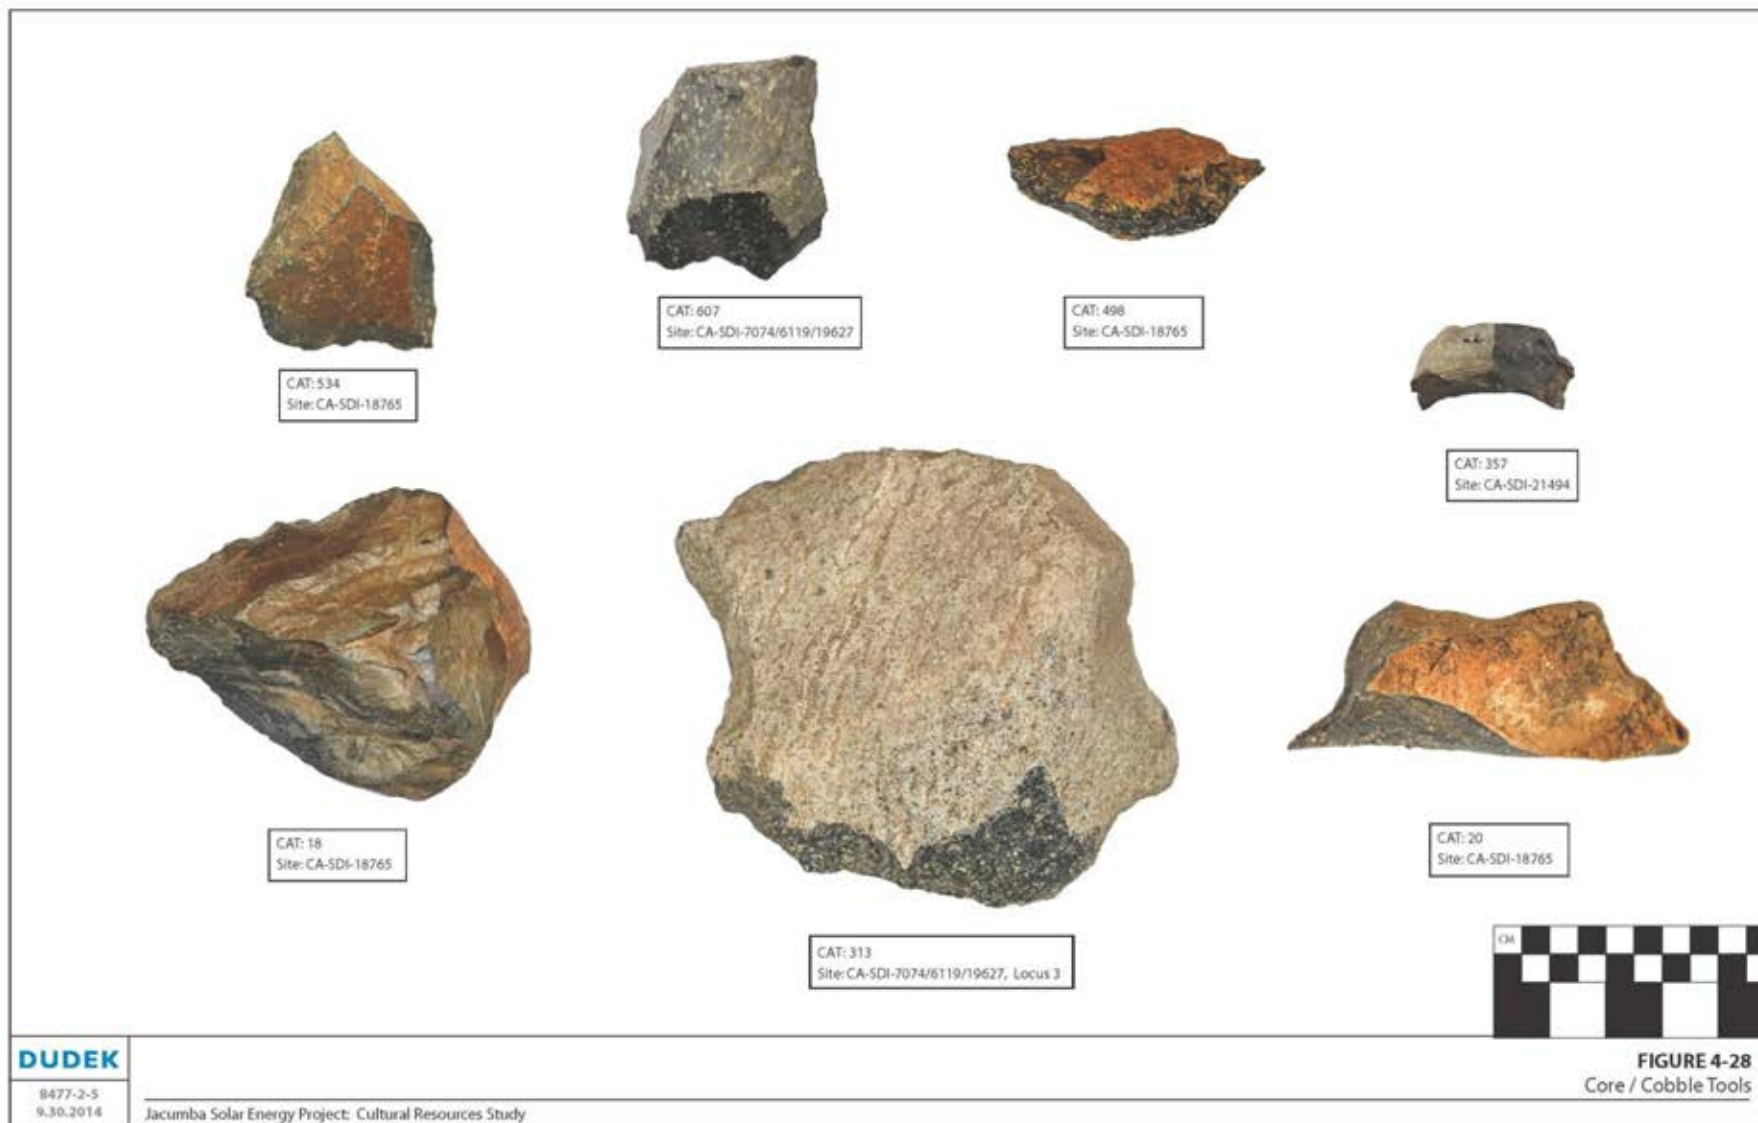 CAT: 534
Site: CA-SDI-18765
CAT: 607
Site: CA-SDI-7074/6119/19627
CAT: 498
Site: CA-SDI-18765
CAT: 357
Site: CA-SDI-21494
CAT: 18
Site: CA-SDI-18765
CAT: 313
Site: CA-SDI-7074/6119/19627, Locus 3
CAT: 20
Site: CA-SDI-18765
CM
DUDEK
8477-2-5
9.30.2014
Jacumba Solar Energy Project: Cultural Resources Study
FIGURE 4-28
Core / Cobble Tools